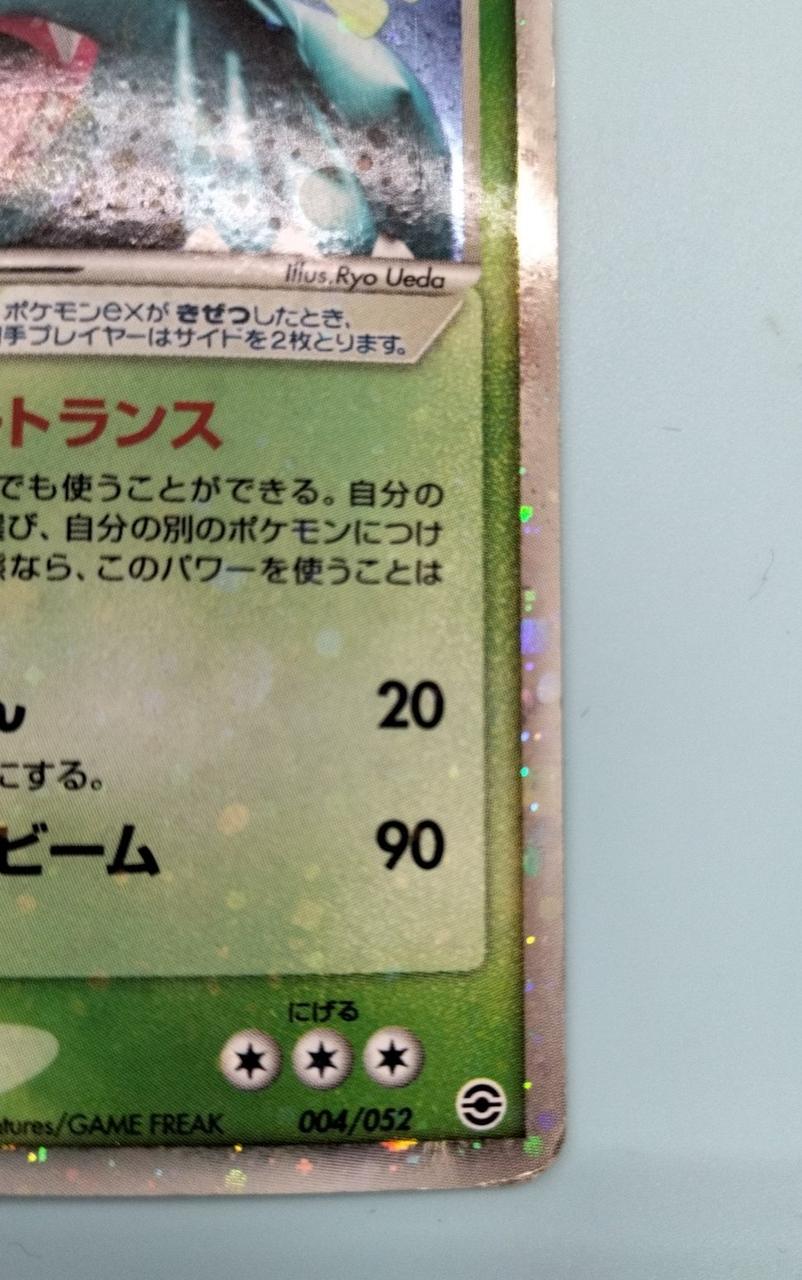 Illus.Ryo Ueda
ポケモンexが きぜつしたとき、
手プレイヤーはサイドを2枚とります。
トランス
でも使うことができる。自分の
び、自分の別のポケモンにつけ
なら、このパワーを使うことは
ん 20
にする。
ビーム 90
にげる
tures/GAME FREAK 004/052